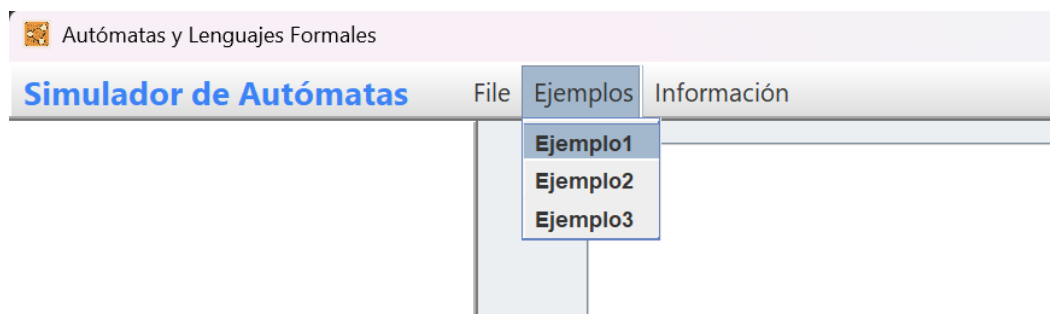 Autómatas y Lenguajes Formales
Simulador de Autómatas File Ejemplos Información
Ejemplo1
Ejemplo2
Ejemplo3